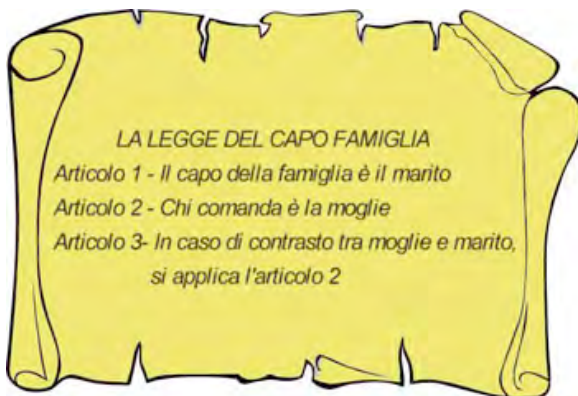 LA LEGGE DEL CAPO FAMIGLIA
Articolo 1 - Il capo della famiglia è il marito
Articolo 2 - Chi comanda è la moglie
Articolo 3- In caso di contrasto tra moglie e marito,
si applica l'articolo 2